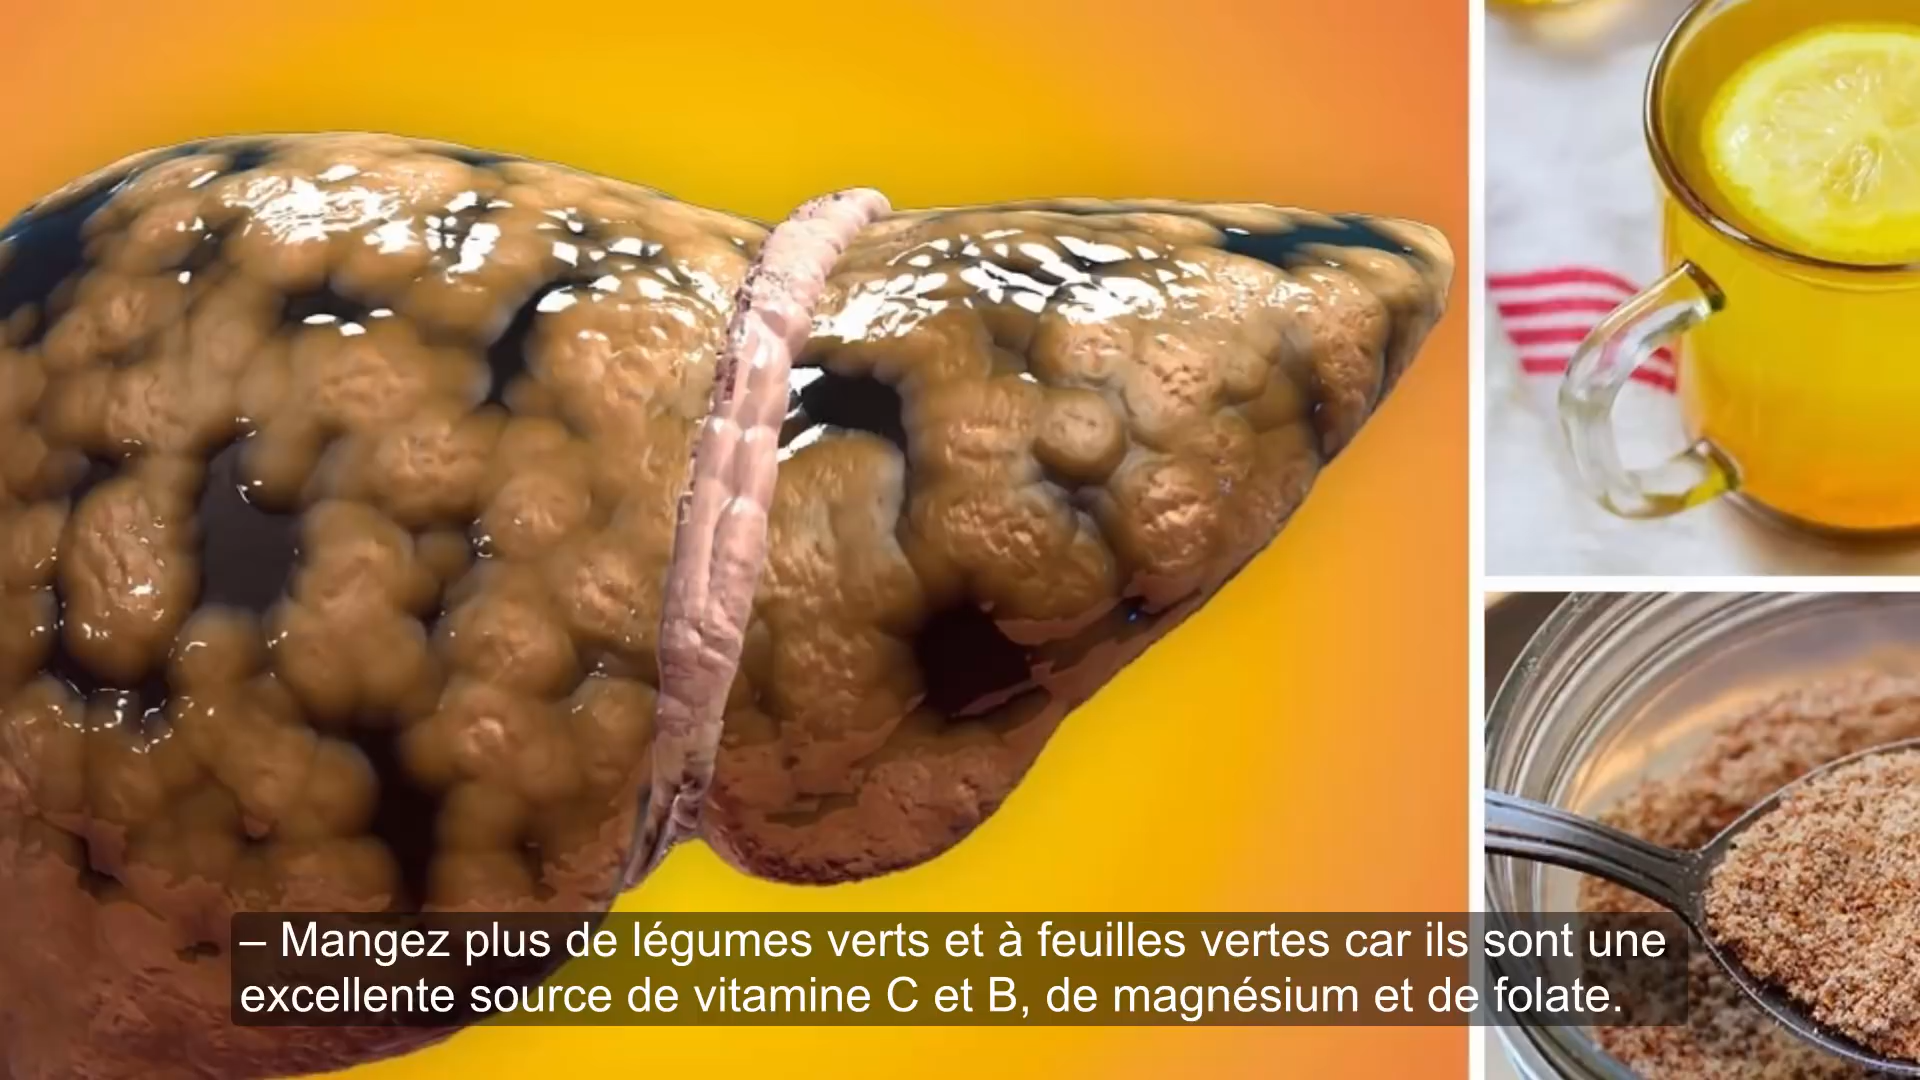 – Mangez plus de légumes verts et à feuilles vertes car ils sont une
excellente source de vitamine C et B, de magnésium et de folate.